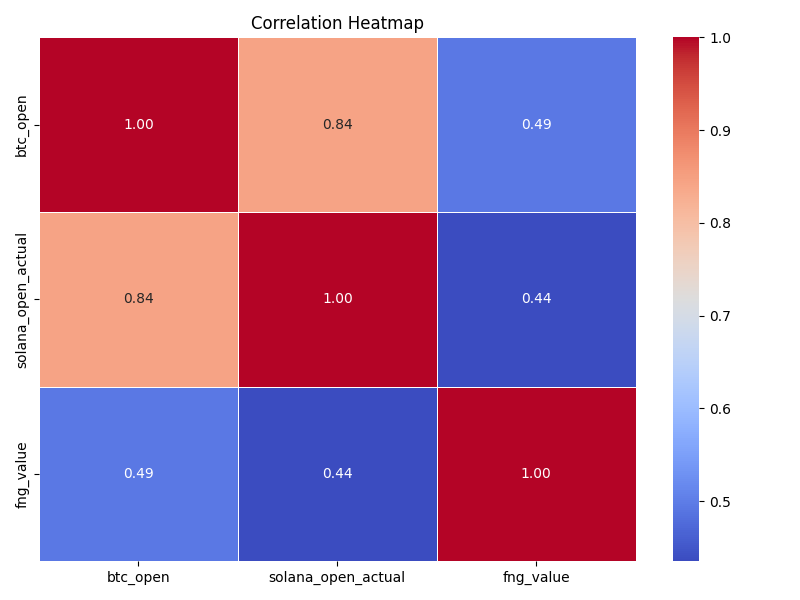 Correlation Heatmap
btc_open
1.00
0.84
0.49
solana_open_actual
0.84
1.00
0.44
fng_value
0.49
0.44
1.00
btc_open
solana_open_actual
fng_value
1.0
0.9
0.8
0.7
0.6
0.5